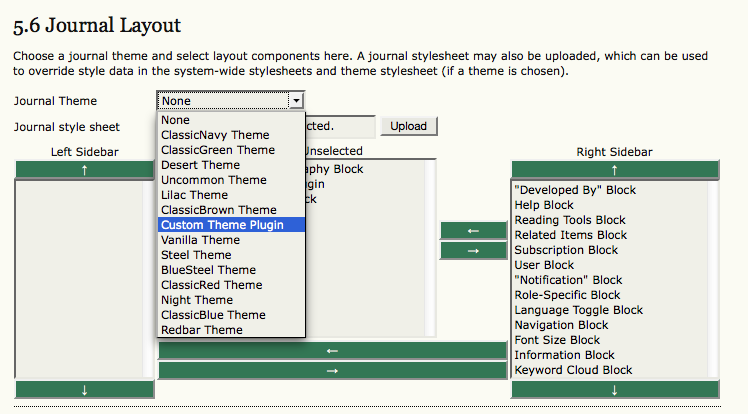 5.6 Journal Layout
Choose a journal theme and select layout components here. A journal stylesheet may also be uploaded, which can be used
to override style data in the system-wide stylesheets and theme stylesheet (if a theme is chosen).
Journal Theme
None
None
ClassicNavy Theme
ClassicGreen Theme
Desert Theme
Uncommon Theme
Lilac Theme
ClassicBrown Theme
Custom Theme Plugin
Vanilla Theme
Steel Theme
BlueSteel Theme
ClassicRed Theme
Night Theme
ClassicBlue Theme
Redbar Theme
Journal style sheet
cted.
Upload
Left Sidebar
↑
↓
Unselected
aphy Block
gin
ck
←
→
←
→
Right Sidebar
↑
"Developed By" Block
Help Block
Reading Tools Block
Related Items Block
Subscription Block
User Block
"Notification" Block
Role-Specific Block
Language Toggle Block
Navigation Block
Font Size Block
Information Block
Keyword Cloud Block
↓